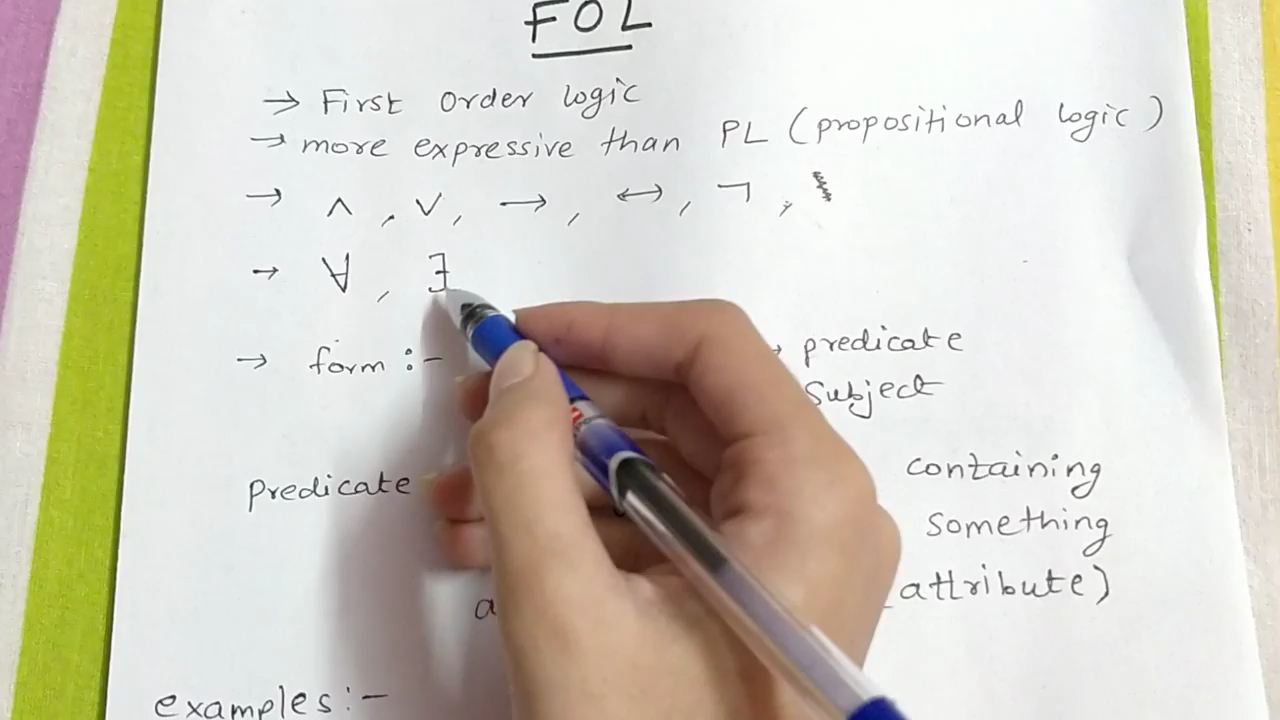 FOL
→ First Order logic
→ more expressive than PL (propositional logic)
→ ∧, ∨, →, ↔, ¬,
→ ∀, ∃
→ form :- → predicate
subject
predicate containing
something
attribute)
examples :-